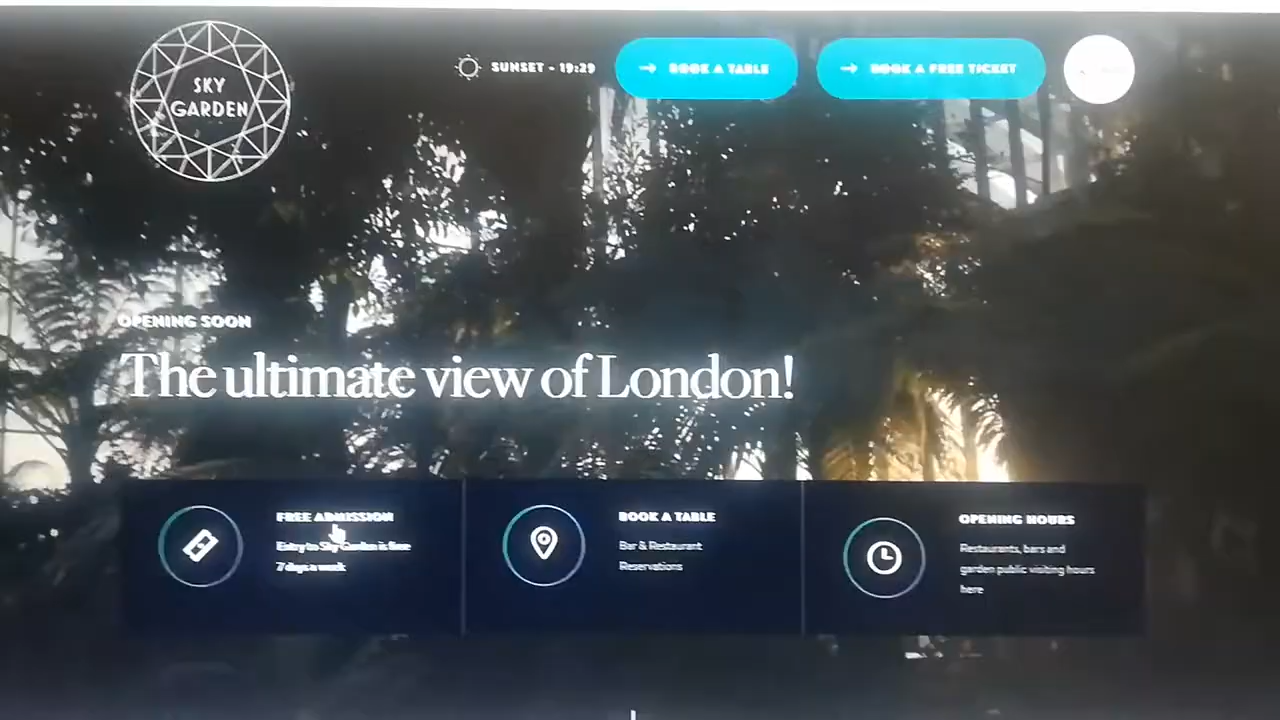 SKY
GARDEN
SUNSET - 19:29
BOOK A TABLE
BOOK A FREE TICKET
OPENING SOON
The ultimate view of London!
FREE ADMISSION
Entry to Sky Garden is free
7 days a week
BOOK A TABLE
Bar & Restaurant
Reservations
OPENING HOURS
Restaurants, bars and
garden public visiting hours
here